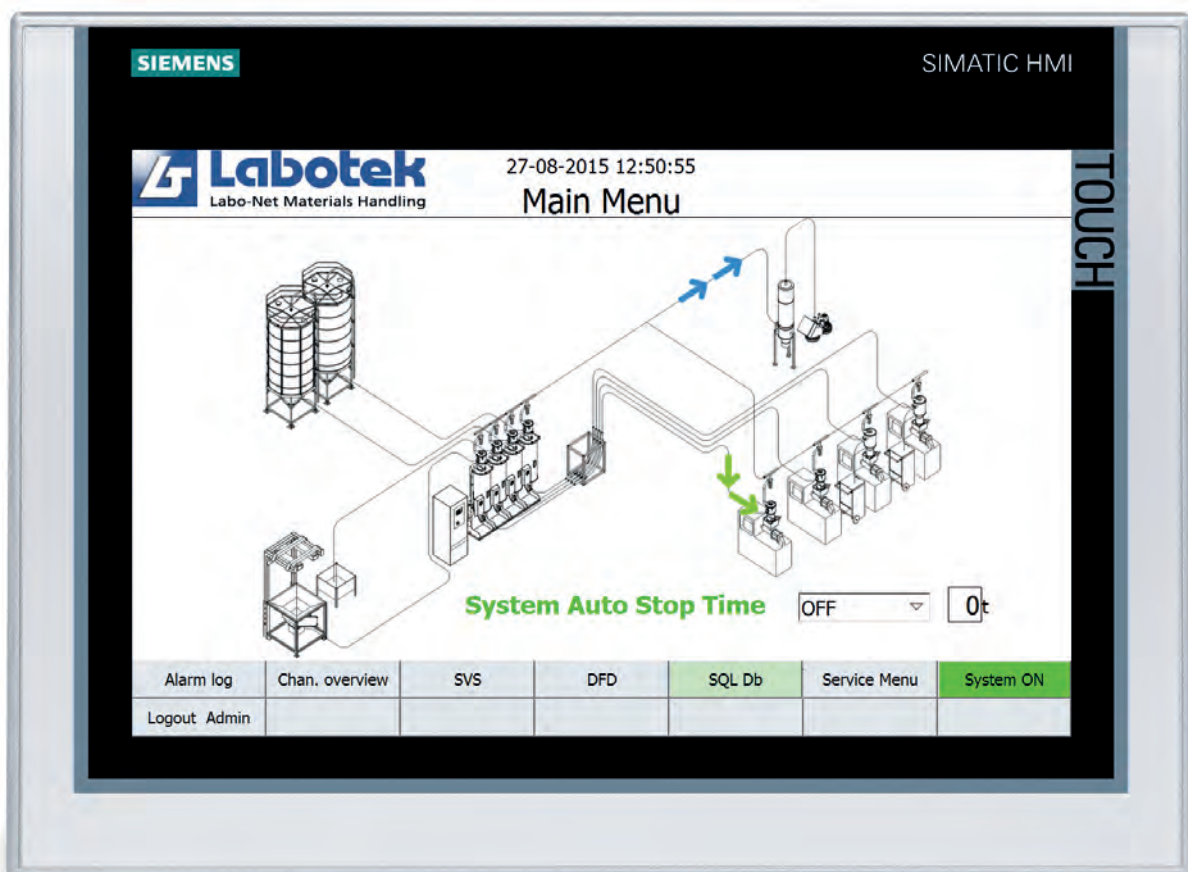 SIEMENS
SIMATIC HMI
TOUCH
Labotek
Labo-Net Materials Handling
27-08-2015 12:50:55
Main Menu
System Auto Stop Time
OFF
0t
Alarm log
Chan. overview
SVS
DFD
SQL Db
Service Menu
System ON
Logout Admin